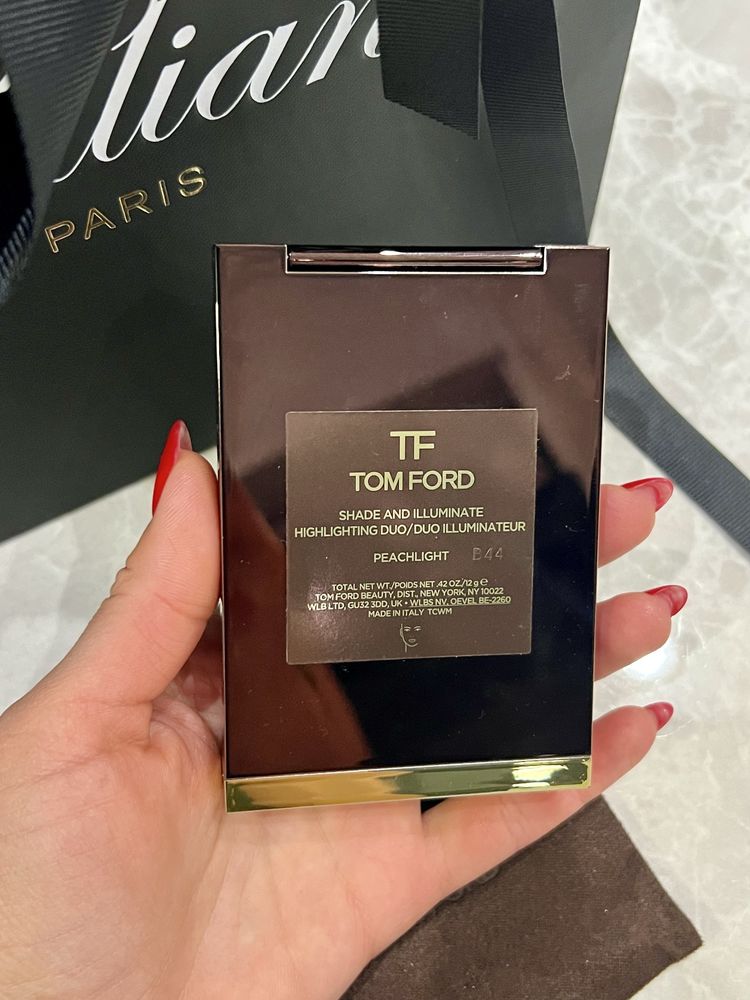 lian
PARIS
TF
TOM FORD
SHADE AND ILLUMINATE
HIGHLIGHTING DUO/DUO ILLUMINATEUR
PEACHLIGHT B44
TOTAL NET WT./POIDS NET .42 OZ./12 g ℮
TOM FORD BEAUTY, DIST., NEW YORK, NY 10022
WLB LTD, GU32 3DD, UK • WLBS NV, OEVEL BE-2260
MADE IN ITALY TCWM